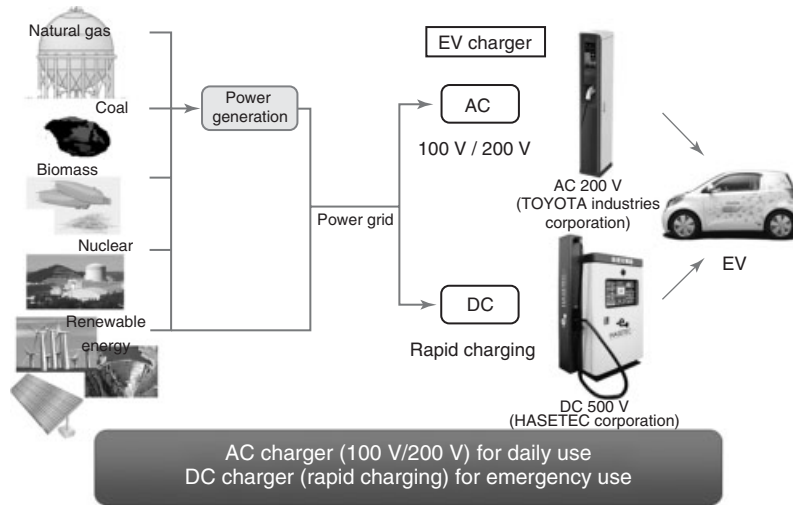 Natural gas
Coal
Biomass
Nuclear
Renewable
energy
Power
generation
Power grid
EV charger
AC
100 V / 200 V
DC
Rapid charging
AC 200 V
(TOYOTA industries
corporation)
HASETEC
HASETEC
DC 500 V
(HASETEC corporation)
EV
AC charger (100 V/200 V) for daily use
DC charger (rapid charging) for emergency use